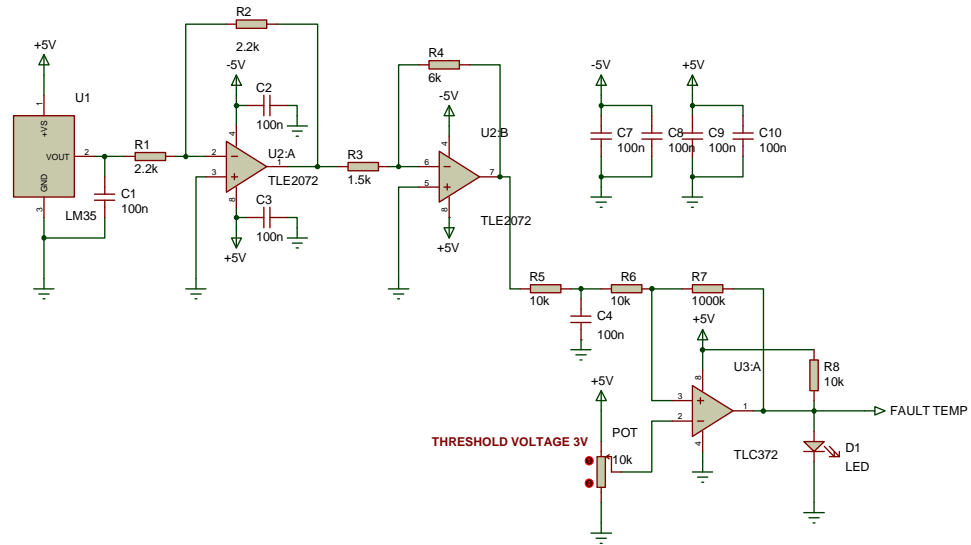 +5V
U1
1
+VS
VOUT
2
GND
3
LM35
C1
100n
R1
2.2k
R2
2.2k
-5V
C2
100n
4
2
3
1
8
U2:A
TLE2072
C3
100n
+5V
R3
1.5k
R4
6k
-5V
U2:B
4
6
5
7
8
TLE2072
+5V
-5V
+5V
C7
100n
C8
100n
C9
100n
C10
100n
R5
10k
R6
10k
R7
1000k
C4
100n
+5V
U3:A
R8
10k
8
3
2
1
4
TLC372
FAULT TEMP
D1
LED
+5V
THRESHOLD VOLTAGE 3V
POT
10k